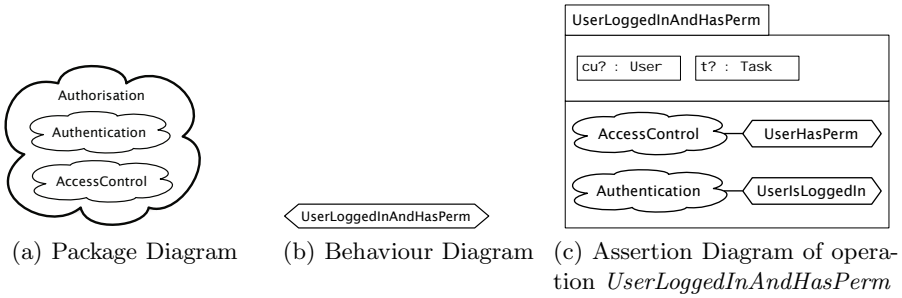 Authorisation
Authentication
AccessControl
(a) Package Diagram
UserLoggedInAndHasPerm
(b) Behaviour Diagram
UserLoggedInAndHasPerm
cu? : User
t? : Task
AccessControl
UserHasPerm
Authentication
UserIsLoggedIn
(c) Assertion Diagram of opera-
tion UserLoggedInAndHasPerm